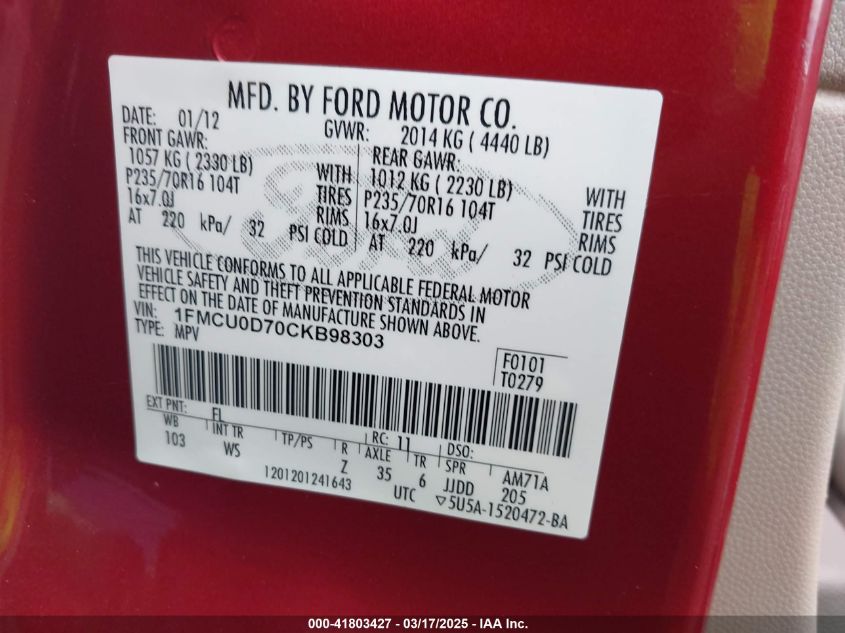 MFD. BY FORD MOTOR CO.
DATE: 01/12 GVWR: 2014 KG ( 4440 LB)
FRONT GAWR: REAR GAWR:
1057 KG ( 2330 LB) WITH 1012 KG ( 2230 LB) WITH
P235/70R16 104T TIRES P235/70R16 104T TIRES
16x7.0J RIMS 16x7.0J RIMS
AT 220 kPa/ 32 PSI COLD AT 220 kPa/ 32 PSI COLD
THIS VEHICLE CONFORMS TO ALL APPLICABLE FEDERAL MOTOR
VEHICLE SAFETY AND THEFT PREVENTION STANDARDS IN
EFFECT ON THE DATE OF MANUFACTURE SHOWN ABOVE.
VIN: 1FMCU0D70CKB98303
TYPE: MPV
F0101
T0279
EXT PNT: FL RC: 11 DSO:
WB INT TR TP/PS R AXLE TR SPR AM71A
103 WS Z 35 6 JJDD 205
1201201241643 UTC ▽5U5A-1520472-BA
Ford
000-41803427 - 03/17/2025 - IAA Inc.